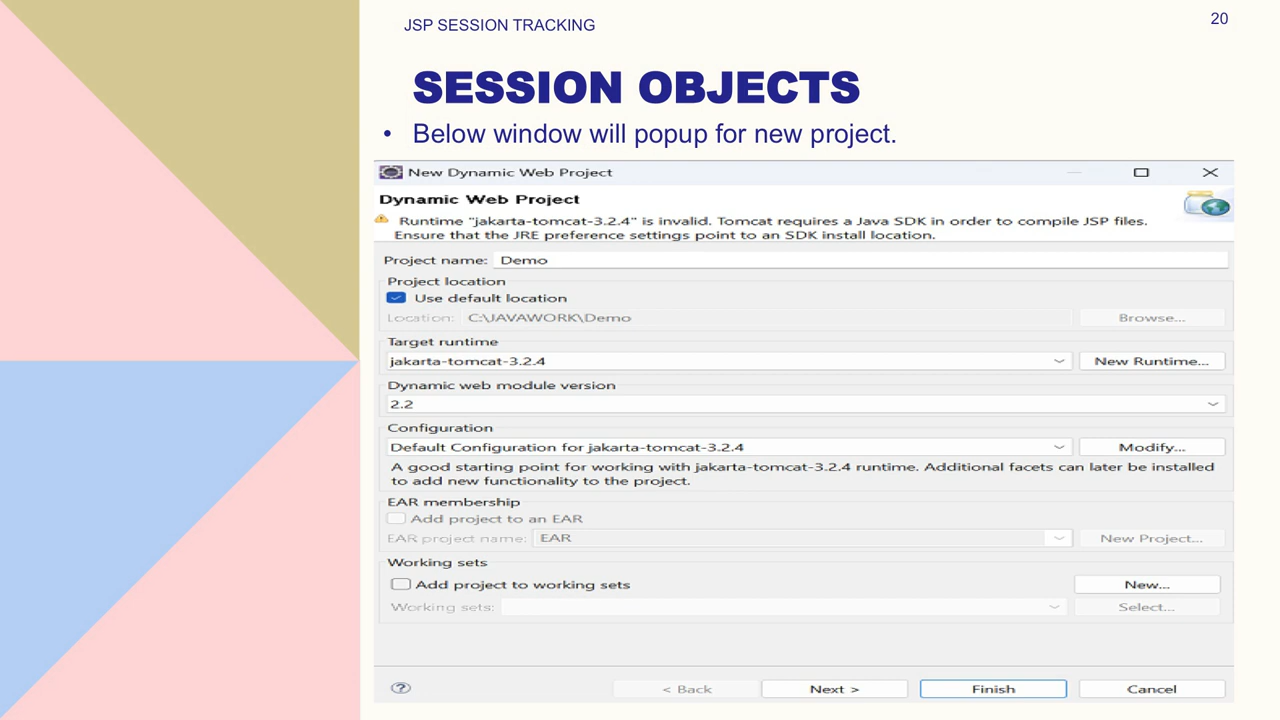 JSP SESSION TRACKING
20
SESSION OBJECTS
• Below window will popup for new project.
New Dynamic Web Project
Dynamic Web Project
Runtime "jakarta-tomcat-3.2.4" is invalid. Tomcat requires a Java SDK in order to compile JSP files.
Ensure that the JRE preference settings point to an SDK install location.
Project name: Demo
Project location
Use default location
Location: C:\JAVAWORK\Demo Browse...
Target runtime
jakarta-tomcat-3.2.4 New Runtime...
Dynamic web module version
2.2
Configuration
Default Configuration for jakarta-tomcat-3.2.4 Modify...
A good starting point for working with jakarta-tomcat-3.2.4 runtime. Additional facets can later be installed
to add new functionality to the project.
EAR membership
Add project to an EAR
EAR project name: EAR New Project...
Working sets
Add project to working sets New...
Working sets: Select...
? < Back Next > Finish Cancel